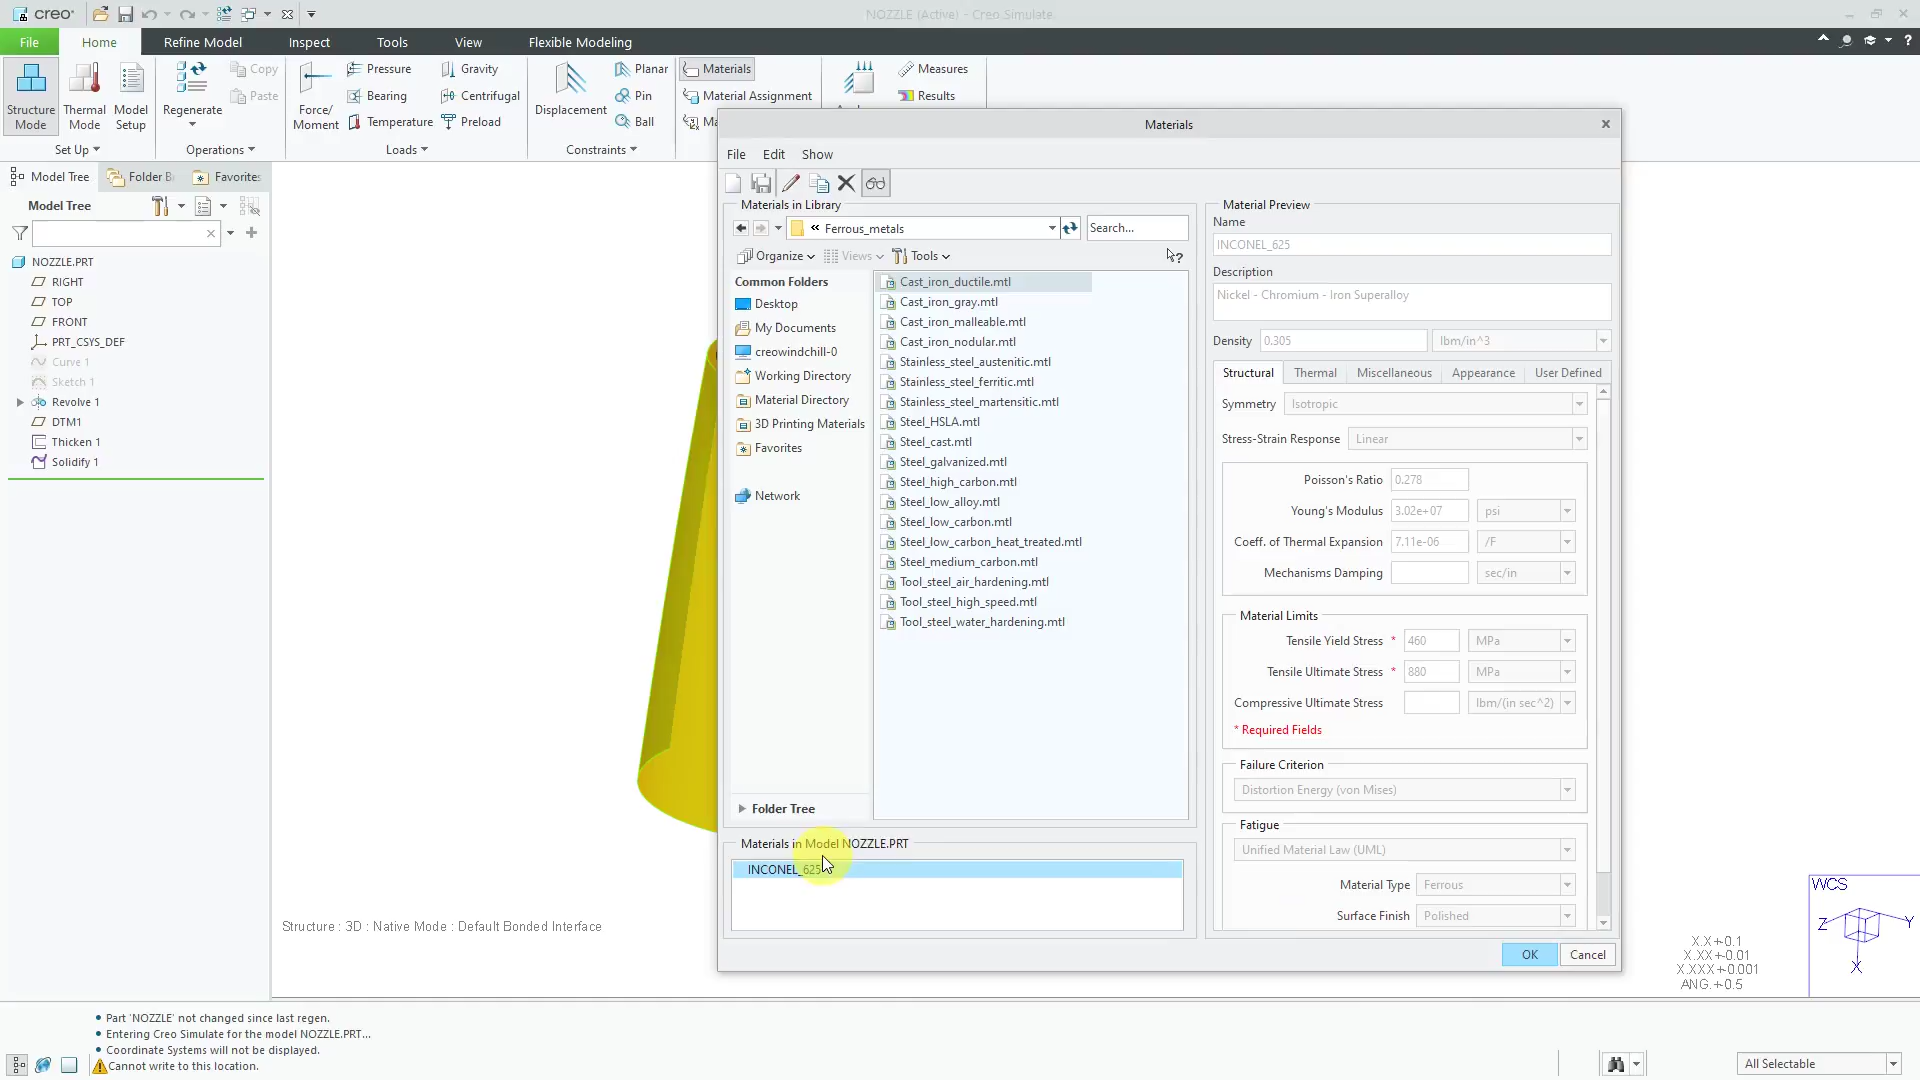 creo
NOZZLE (Active) - Creo Simulate
File
Home
Refine Model
Inspect
Tools
View
Flexible Modeling
Structure Mode
Thermal Mode
Model Setup
Set Up
Regenerate
Copy
Paste
Operations
Force/ Moment
Pressure
Bearing
Temperature
Gravity
Centrifugal
Preload
Loads
Displacement
Planar
Pin
Ball
Constraints
Materials
Material Assignment
Measures
Results
Model Tree
Folder B
Favorites
Model Tree
NOZZLE.PRT
RIGHT
TOP
FRONT
PRT_CSYS_DEF
Curve 1
Sketch 1
Revolve 1
DTM1
Thicken 1
Solidify 1
Materials
File
Edit
Show
Materials in Library
« Ferrous_metals
Search...
Organize
Views
Tools
Common Folders
Desktop
My Documents
creowindchill-0
Working Directory
Material Directory
3D Printing Materials
Favorites
Network
Folder Tree
Cast_iron_ductile.mtl
Cast_iron_gray.mtl
Cast_iron_malleable.mtl
Cast_iron_nodular.mtl
Stainless_steel_austenitic.mtl
Stainless_steel_ferritic.mtl
Stainless_steel_martensitic.mtl
Steel_HSLA.mtl
Steel_cast.mtl
Steel_galvanized.mtl
Steel_high_carbon.mtl
Steel_low_alloy.mtl
Steel_low_carbon.mtl
Steel_low_carbon_heat_treated.mtl
Steel_medium_carbon.mtl
Tool_steel_air_hardening.mtl
Tool_steel_high_speed.mtl
Tool_steel_water_hardening.mtl
Materials in Model NOZZLE.PRT
INCONEL_625
Material Preview
Name
INCONEL_625
Description
Nickel - Chromium - Iron Superalloy
Density 0.305 lbm/in^3
Structural
Thermal
Miscellaneous
Appearance
User Defined
Symmetry Isotropic
Stress-Strain Response Linear
Poisson's Ratio 0.278
Young's Modulus 3.02e+07 psi
Coeff. of Thermal Expansion 7.11e-06 /F
Mechanisms Damping sec/in
Material Limits
Tensile Yield Stress * 460 MPa
Tensile Ultimate Stress * 880 MPa
Compressive Ultimate Stress lbm/(in sec^2)
* Required Fields
Failure Criterion
Distortion Energy (von Mises)
Fatigue
Unified Material Law (UML)
Material Type Ferrous
Surface Finish Polished
OK
Cancel
Structure : 3D : Native Mode : Default Bonded Interface
WCS
Z
Y
X
X.X +-0.1
X.XX +-0.01
X.XXX +-0.001
ANG. +-0.5
• Part 'NOZZLE' not changed since last regen.
• Entering Creo Simulate for the model NOZZLE.PRT...
• Coordinate Systems will not be displayed.
Cannot write to this location.
All Selectable